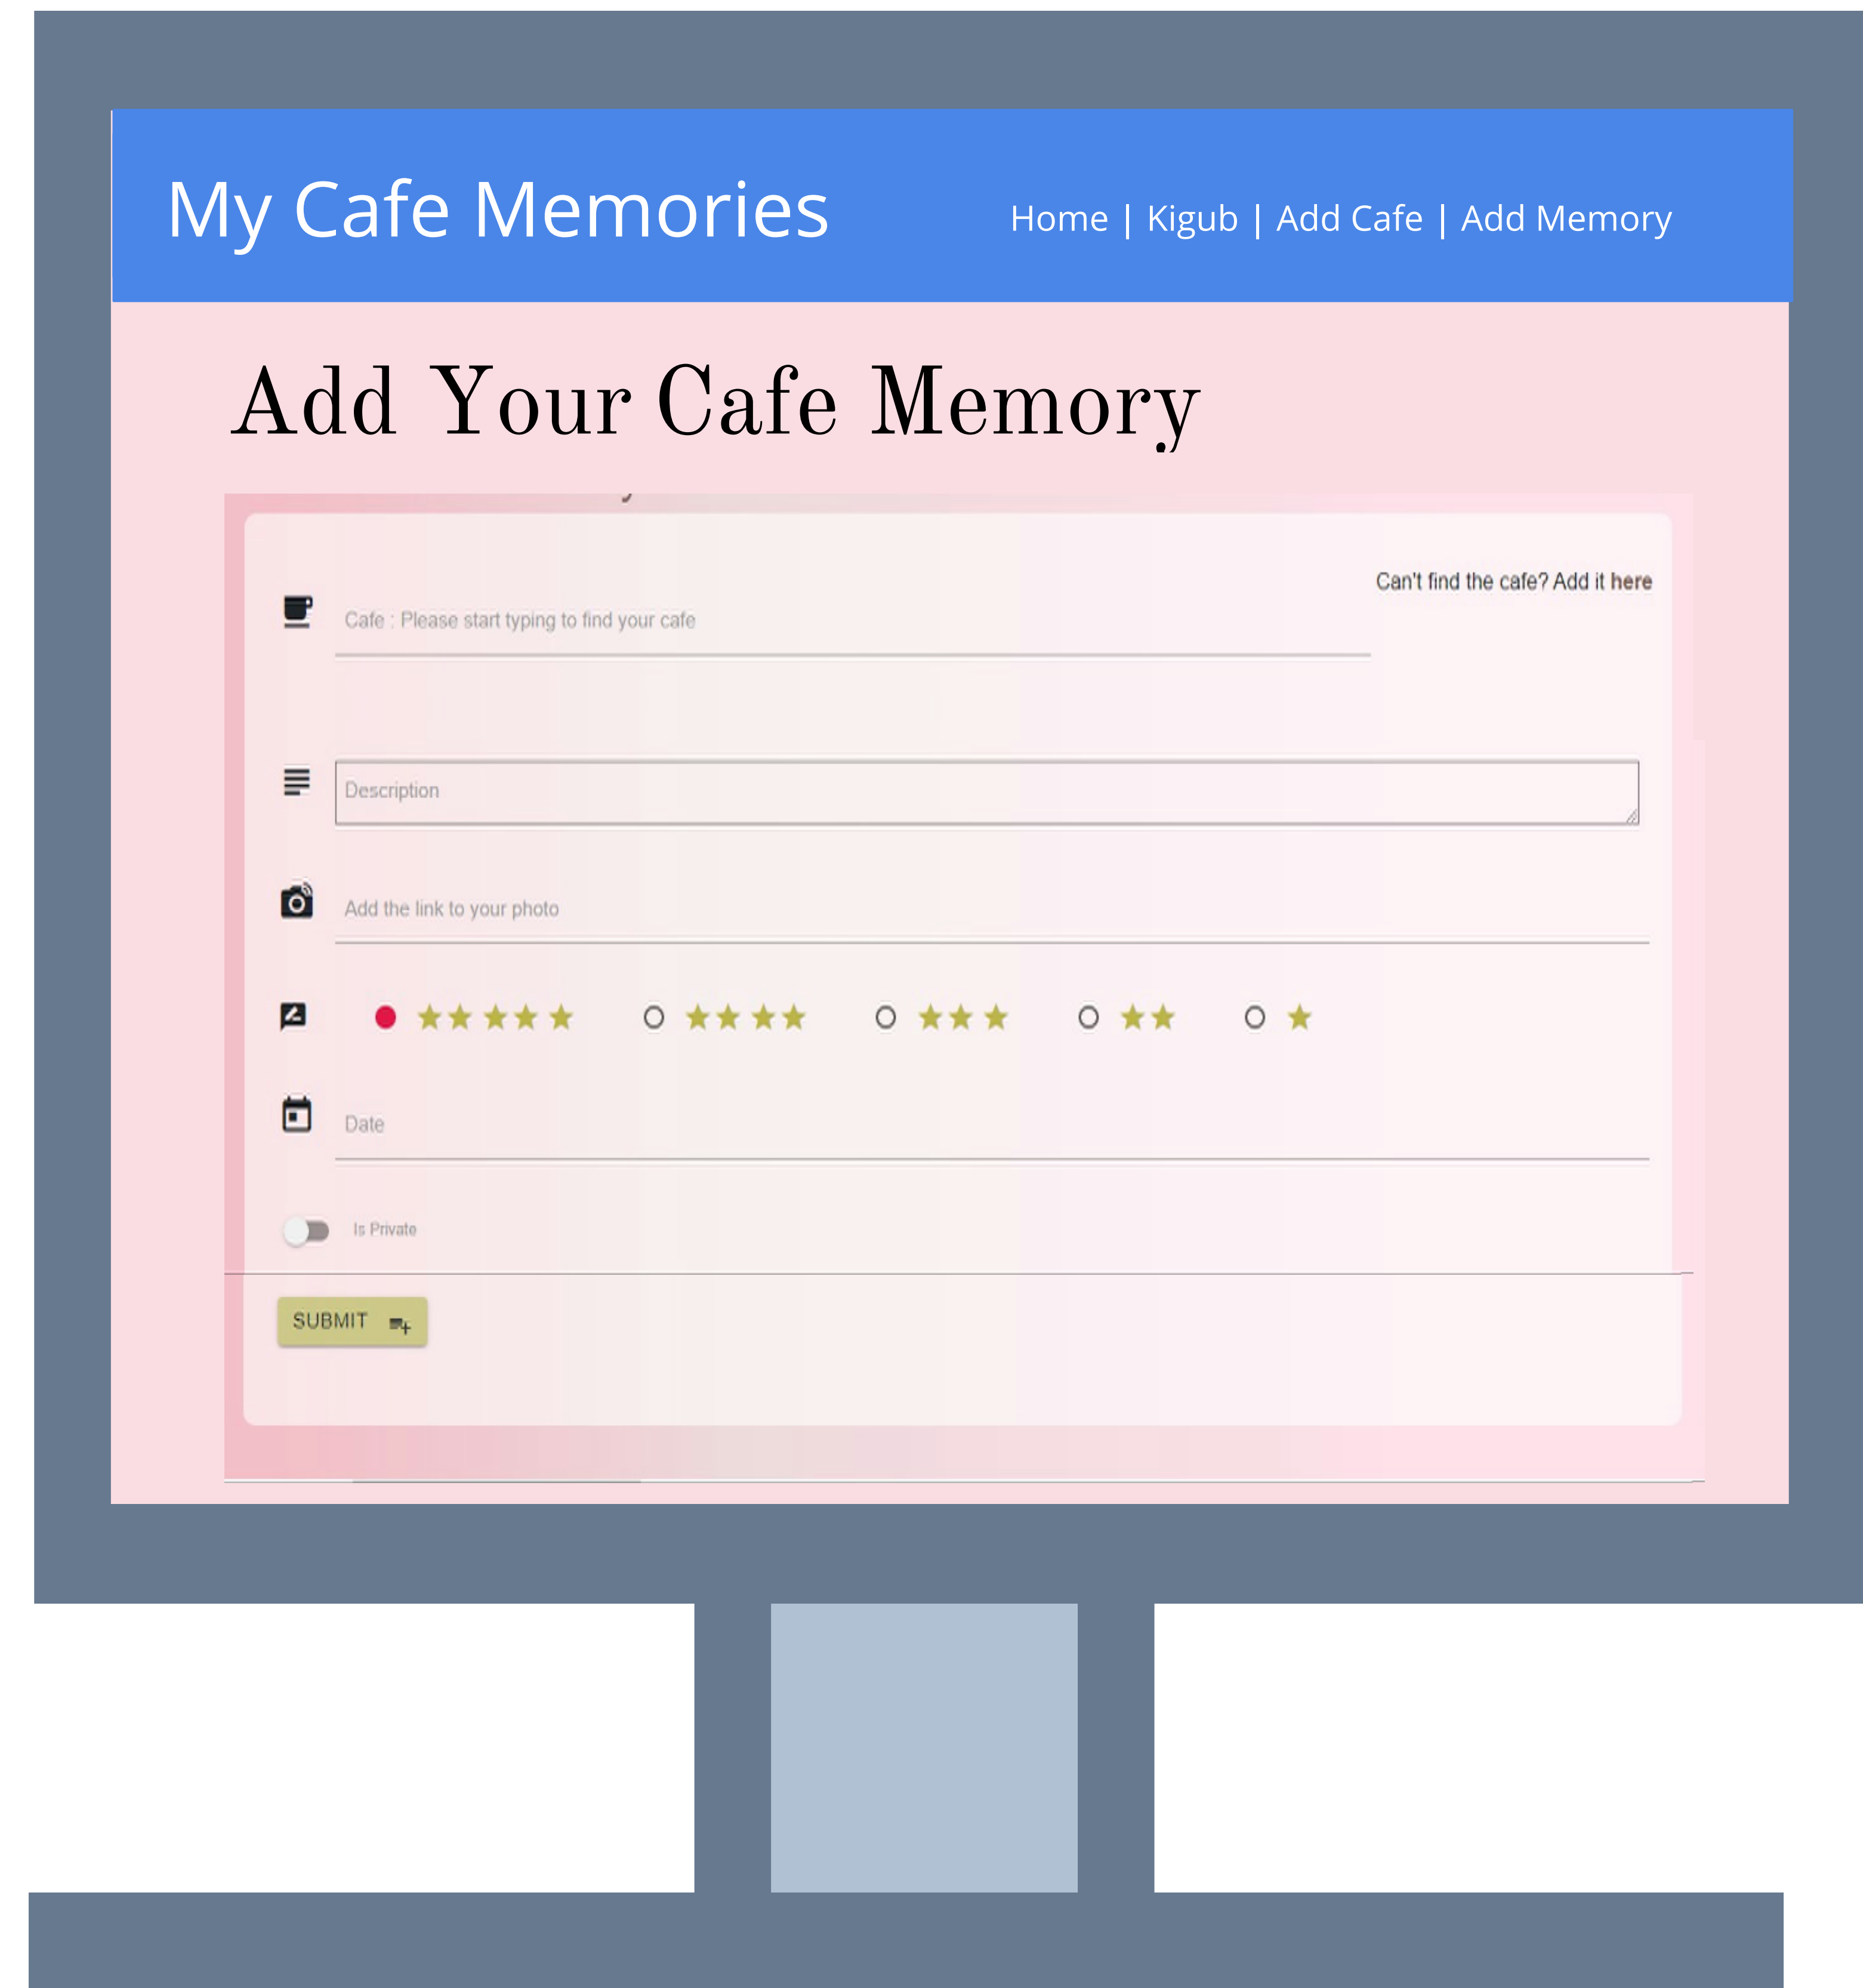 My Cafe Memories
Home | Kigub | Add Cafe | Add Memory
Add Your Cafe Memory
Can't find the cafe? Add it here
Cafe : Please start typing to find your cafe
Description
Add the link to your photo
Date
Is Private
SUBMIT